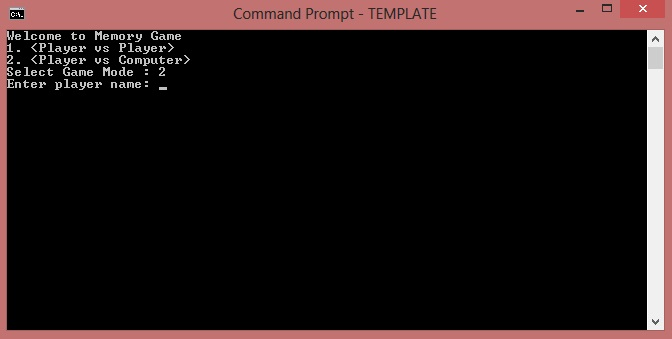 Command Prompt - TEMPLATE
Welcome to Memory Game
1. <Player vs Player>
2. <Player vs Computer>
Select Game Mode : 2
Enter player name: _